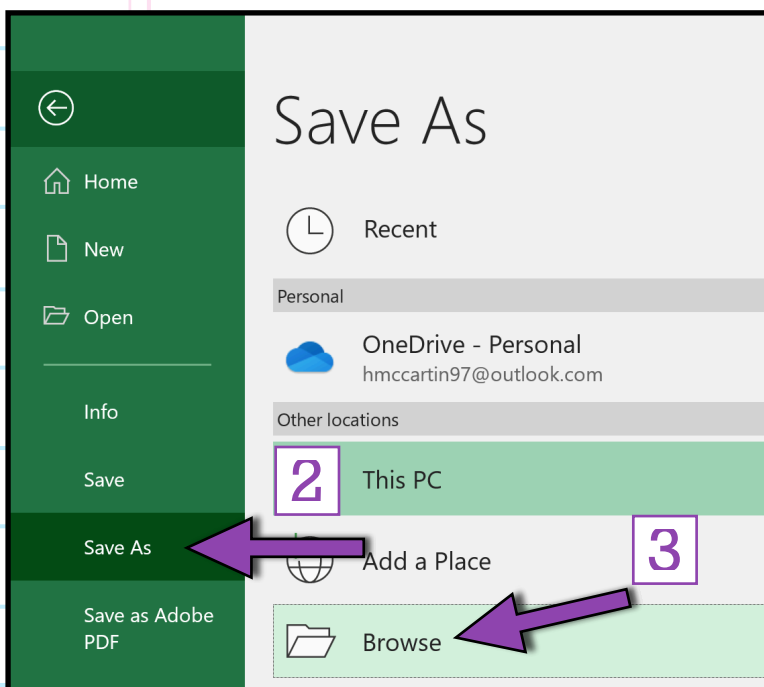 Home
New
Open
Info
Save
Save As
Save as Adobe
PDF
Save As
Recent
Personal
OneDrive - Personal
hmccartin97@outlook.com
Other locations
2
This PC
Add a Place
3
Browse